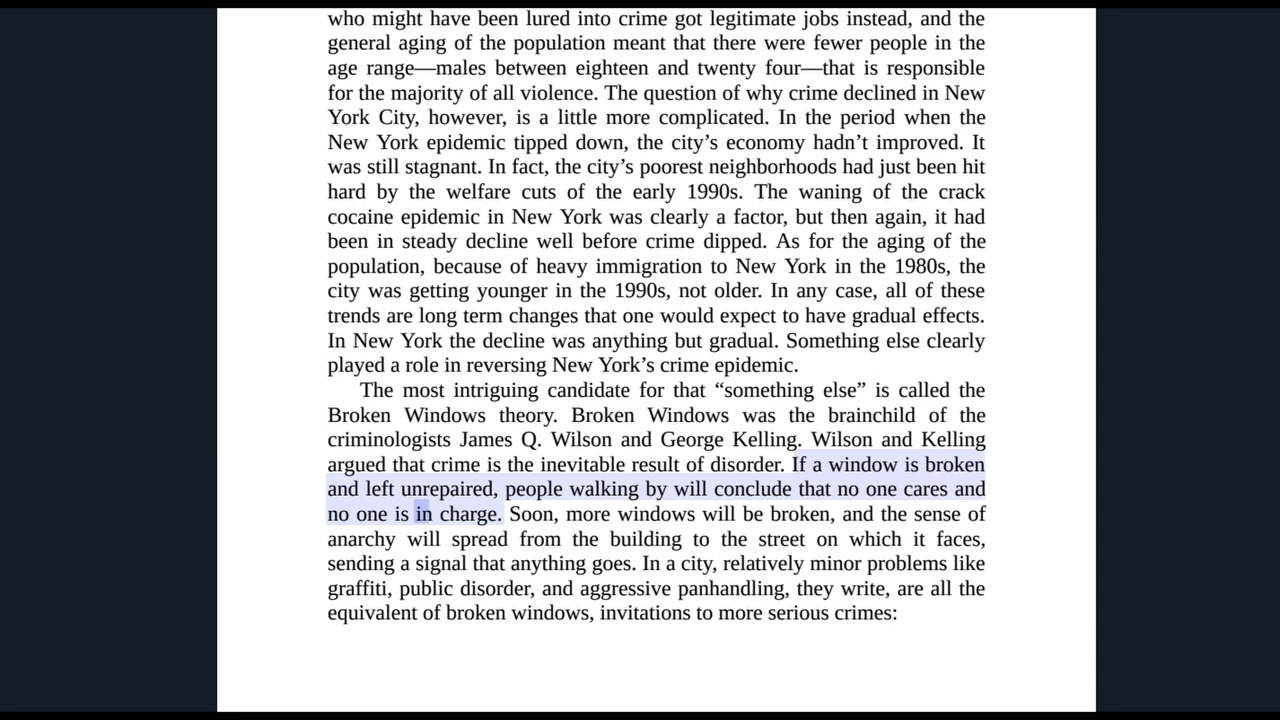 who might have been lured into crime got legitimate jobs instead, and the
general aging of the population meant that there were fewer people in the
age range—males between eighteen and twenty four—that is responsible
for the majority of all violence. The question of why crime declined in New
York City, however, is a little more complicated. In the period when the
New York epidemic tipped down, the city’s economy hadn’t improved. It
was still stagnant. In fact, the city’s poorest neighborhoods had just been hit
hard by the welfare cuts of the early 1990s. The waning of the crack
cocaine epidemic in New York was clearly a factor, but then again, it had
been in steady decline well before crime dipped. As for the aging of the
population, because of heavy immigration to New York in the 1980s, the
city was getting younger in the 1990s, not older. In any case, all of these
trends are long term changes that one would expect to have gradual effects.
In New York the decline was anything but gradual. Something else clearly
played a role in reversing New York’s crime epidemic.
The most intriguing candidate for that “something else” is called the
Broken Windows theory. Broken Windows was the brainchild of the
criminologists James Q. Wilson and George Kelling. Wilson and Kelling
argued that crime is the inevitable result of disorder. If a window is broken
and left unrepaired, people walking by will conclude that no one cares and
no one is in charge. Soon, more windows will be broken, and the sense of
anarchy will spread from the building to the street on which it faces,
sending a signal that anything goes. In a city, relatively minor problems like
graffiti, public disorder, and aggressive panhandling, they write, are all the
equivalent of broken windows, invitations to more serious crimes: